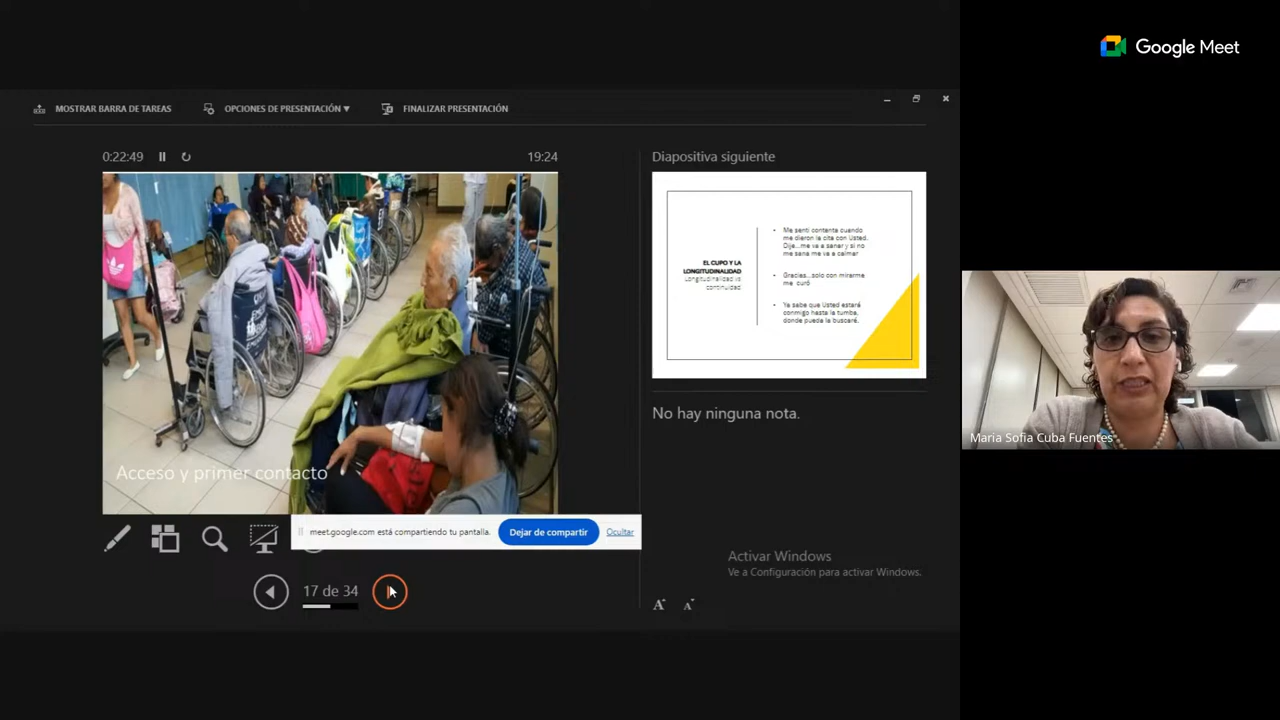 Google Meet
MOSTRAR BARRA DE TAREAS
OPCIONES DE PRESENTACIÓN ▼
FINALIZAR PRESENTACIÓN
0:22:49
19:24
Diapositiva siguiente
Acceso y primer contacto
EL CUPO Y LA
LONGITUDINALIDAD
Longitudinalidad vs
continuidad
• Me sentí contente cuando
me dieron la cita con Usted.
Dije...me va a sanar y si no
me sana me va a calmar
• Gracias...solo con mirarme
me curó
• Ya sabe que Usted estará
conmigo hasta la tumba,
donde pueda la buscaré.
No hay ninguna nota.
meet.google.com está compartiendo tu pantalla.
Dejar de compartir
Ocultar
Activar Windows
Ve a Configuración para activar Windows.
17 de 34
A A
Maria Sofia Cuba Fuentes